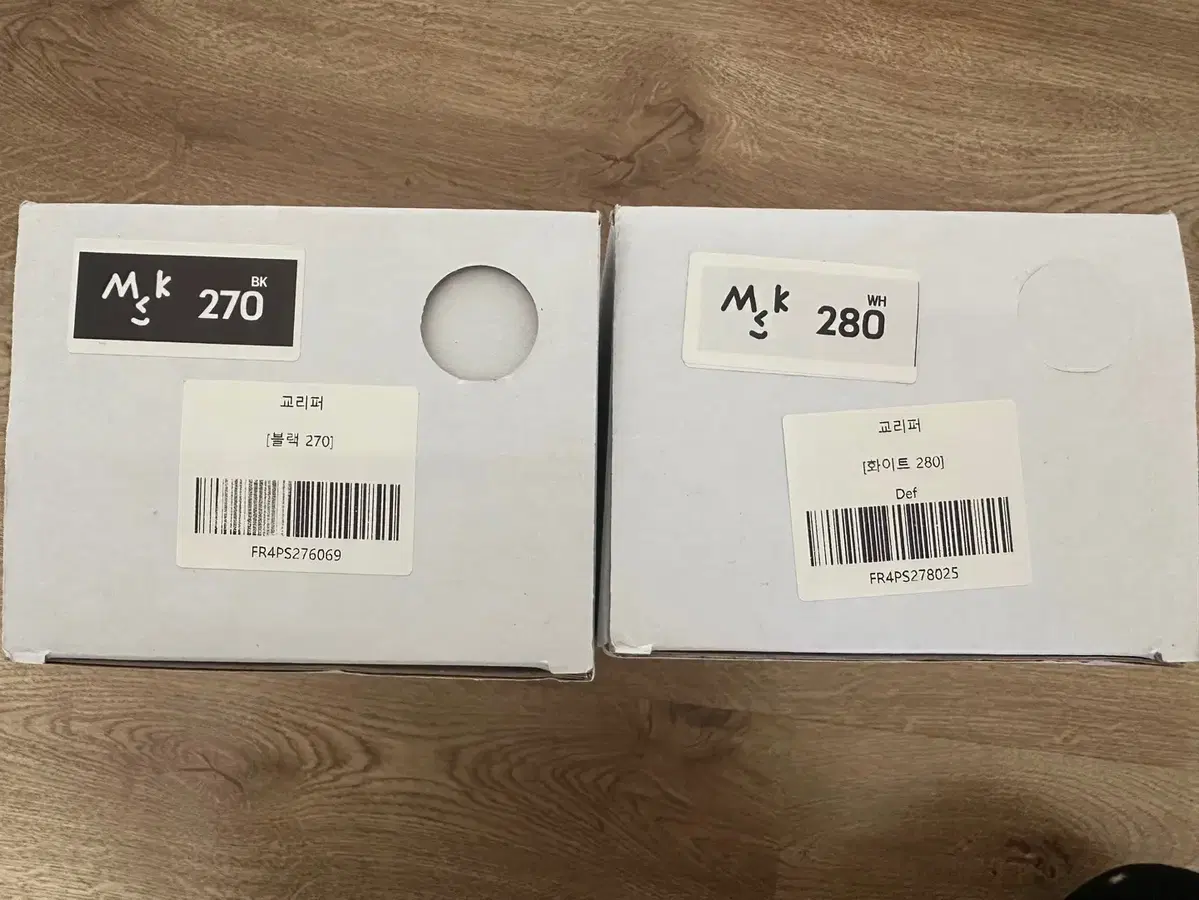 Msk 270 BK
교리퍼
[블랙 270]
FR4PS276069
Msk 280 WH
교리퍼
[화이트 280]
Def
FR4PS278025